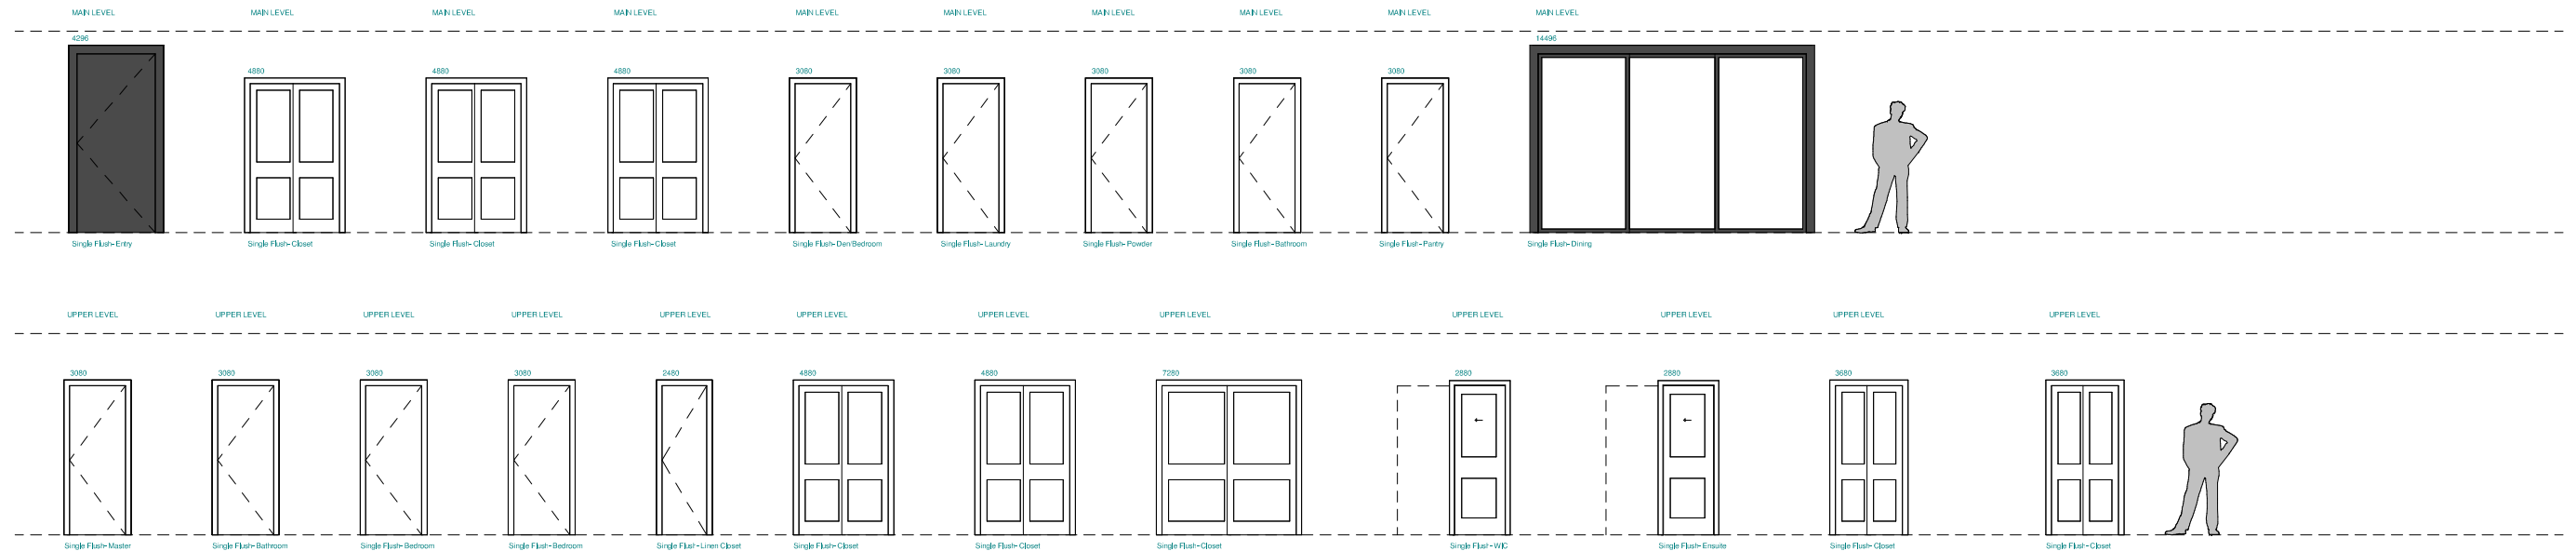 MAIN LEVEL MAIN LEVEL MAIN LEVEL MAIN LEVEL MAIN LEVEL MAIN LEVEL MAIN LEVEL MAIN LEVEL MAIN LEVEL MAIN LEVEL
4296 14496
4880 4880 4880 3080 3080 3080 3080 3080
Single Flush-Entry Single Flush-Closet Single Flush-Closet Single Flush-Closet Single Flush-Den/Bedroom Single Flush-Laundry Single Flush-Powder Single Flush-Bathroom Single Flush-Pantry Single Flush-Dining
UPPER LEVEL UPPER LEVEL UPPER LEVEL UPPER LEVEL UPPER LEVEL UPPER LEVEL UPPER LEVEL UPPER LEVEL UPPER LEVEL UPPER LEVEL UPPER LEVEL UPPER LEVEL
3080 3080 3080 3080 2480 4880 4880 7280 2880 2880 3680 3680
Single Flush-Master Single Flush-Bathroom Single Flush-Bedroom Single Flush-Bedroom Single Flush-Linen Closet Single Flush-Closet Single Flush-Closet Single Flush-Closet Single Flush-WIC Single Flush-Ensuite Single Flush-Closet Single Flush-Closet